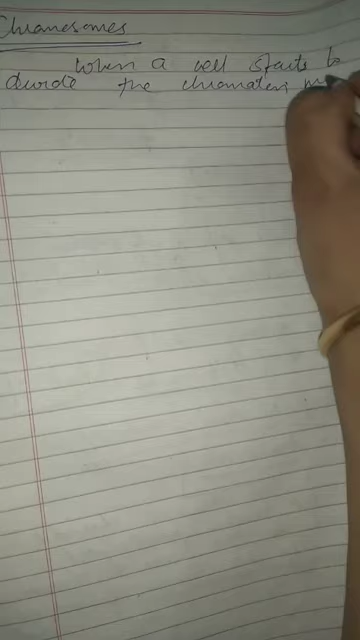 Chromosomes
When a cell starts to
divide the chromatin m